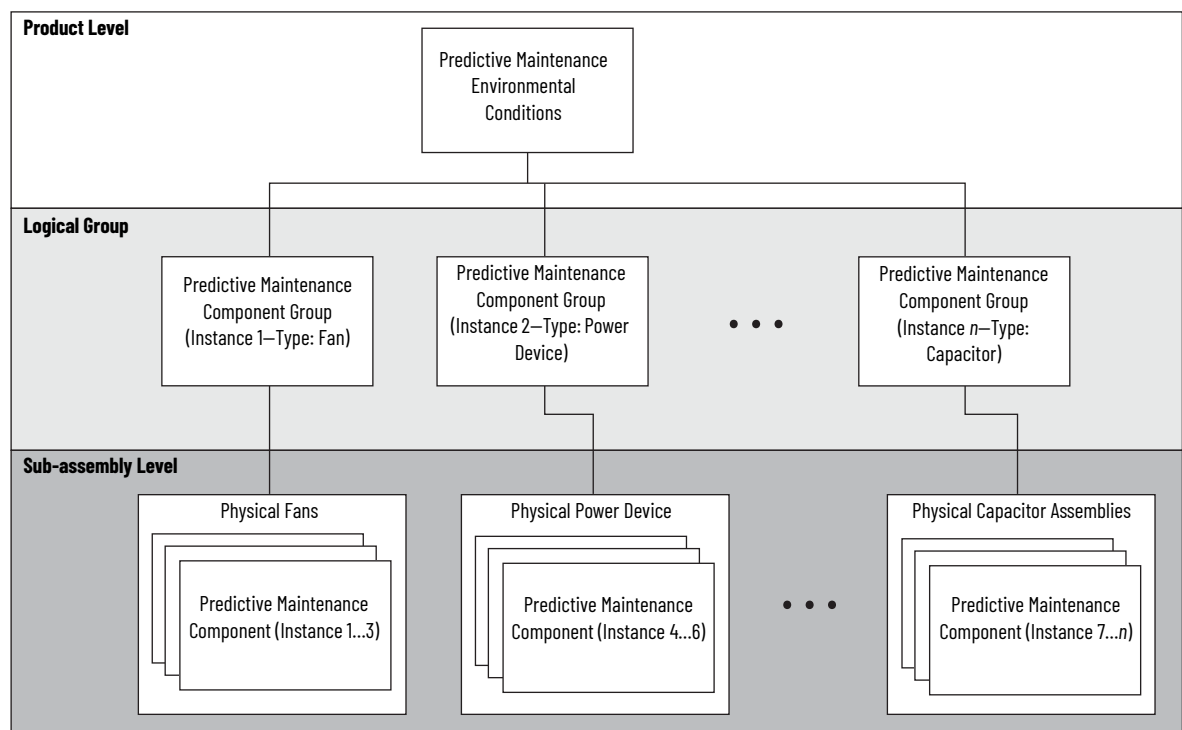 Product Level
Predictive Maintenance
Environmental
Conditions
Logical Group
Predictive Maintenance
Component Group
(Instance 1—Type: Fan)
Predictive Maintenance
Component Group
(Instance 2—Type: Power
Device)
• • •
Predictive Maintenance
Component Group
(Instance n—Type:
Capacitor)
Sub-assembly Level
Physical Fans
Predictive Maintenance
Component (Instance 1...3)
Physical Power Device
Predictive Maintenance
Component (Instance 4...6)
• • •
Physical Capacitor Assemblies
Predictive Maintenance
Component (Instance 7...n)